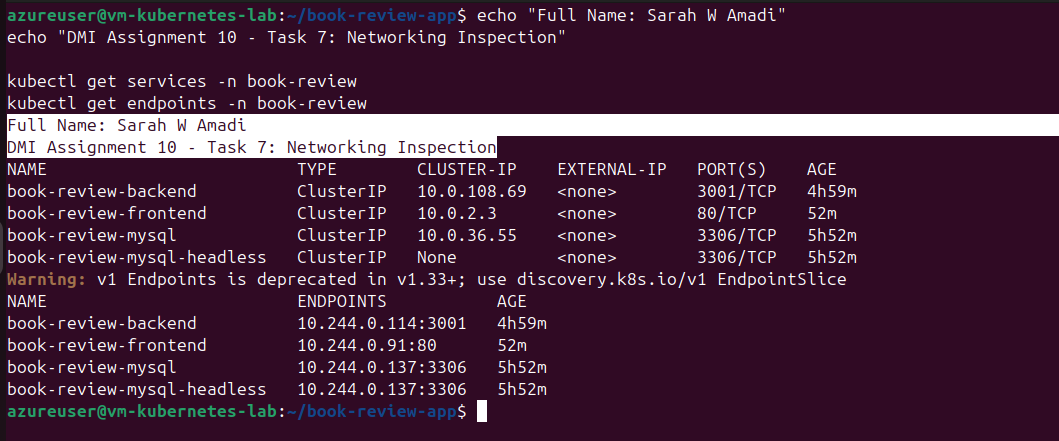 azureuser@vm-kubernetes-lab:~/book-review-app$ echo "Full Name: Sarah W Amadi"
echo "DMI Assignment 10 - Task 7: Networking Inspection"
kubectl get services -n book-review
kubectl get endpoints -n book-review
Full Name: Sarah W Amadi
DMI Assignment 10 - Task 7: Networking Inspection
NAME TYPE CLUSTER-IP EXTERNAL-IP PORT(S) AGE
book-review-backend ClusterIP 10.0.108.69 <none> 3001/TCP 4h59m
book-review-frontend ClusterIP 10.0.2.3 <none> 80/TCP 52m
book-review-mysql ClusterIP 10.0.36.55 <none> 3306/TCP 5h52m
book-review-mysql-headless ClusterIP None <none> 3306/TCP 5h52m
Warning: v1 Endpoints is deprecated in v1.33+; use discovery.k8s.io/v1 EndpointSlice
NAME ENDPOINTS AGE
book-review-backend 10.244.0.114:3001 4h59m
book-review-frontend 10.244.0.91:80 52m
book-review-mysql 10.244.0.137:3306 5h52m
book-review-mysql-headless 10.244.0.137:3306 5h52m
azureuser@vm-kubernetes-lab:~/book-review-app$